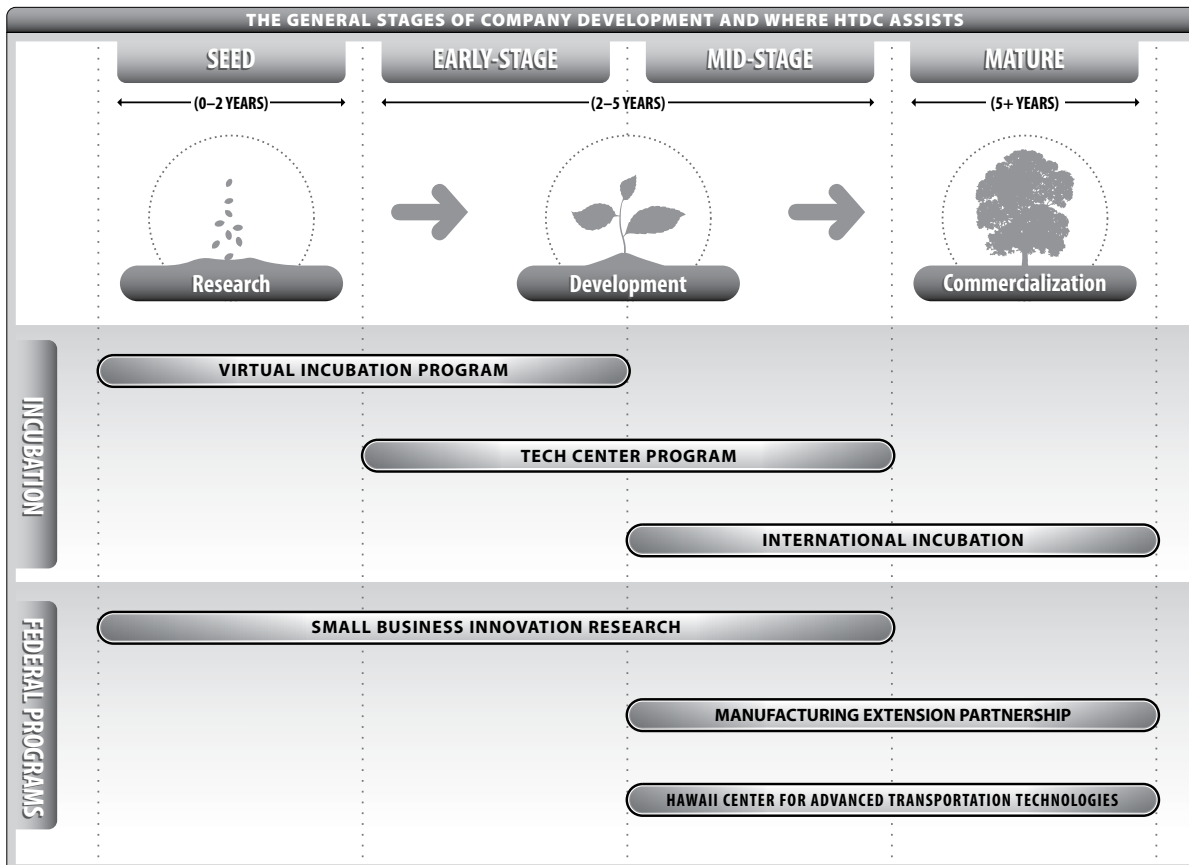 THE GENERAL STAGES OF COMPANY DEVELOPMENT AND WHERE HTDC ASSISTS
SEED
EARLY-STAGE
MID-STAGE
MATURE
(0–2 YEARS)
(2–5 YEARS)
(5+ YEARS)
Research
Development
Commercialization
INCUBATION
VIRTUAL INCUBATION PROGRAM
TECH CENTER PROGRAM
INTERNATIONAL INCUBATION
FEDERAL PROGRAMS
SMALL BUSINESS INNOVATION RESEARCH
MANUFACTURING EXTENSION PARTNERSHIP
HAWAII CENTER FOR ADVANCED TRANSPORTATION TECHNOLOGIES